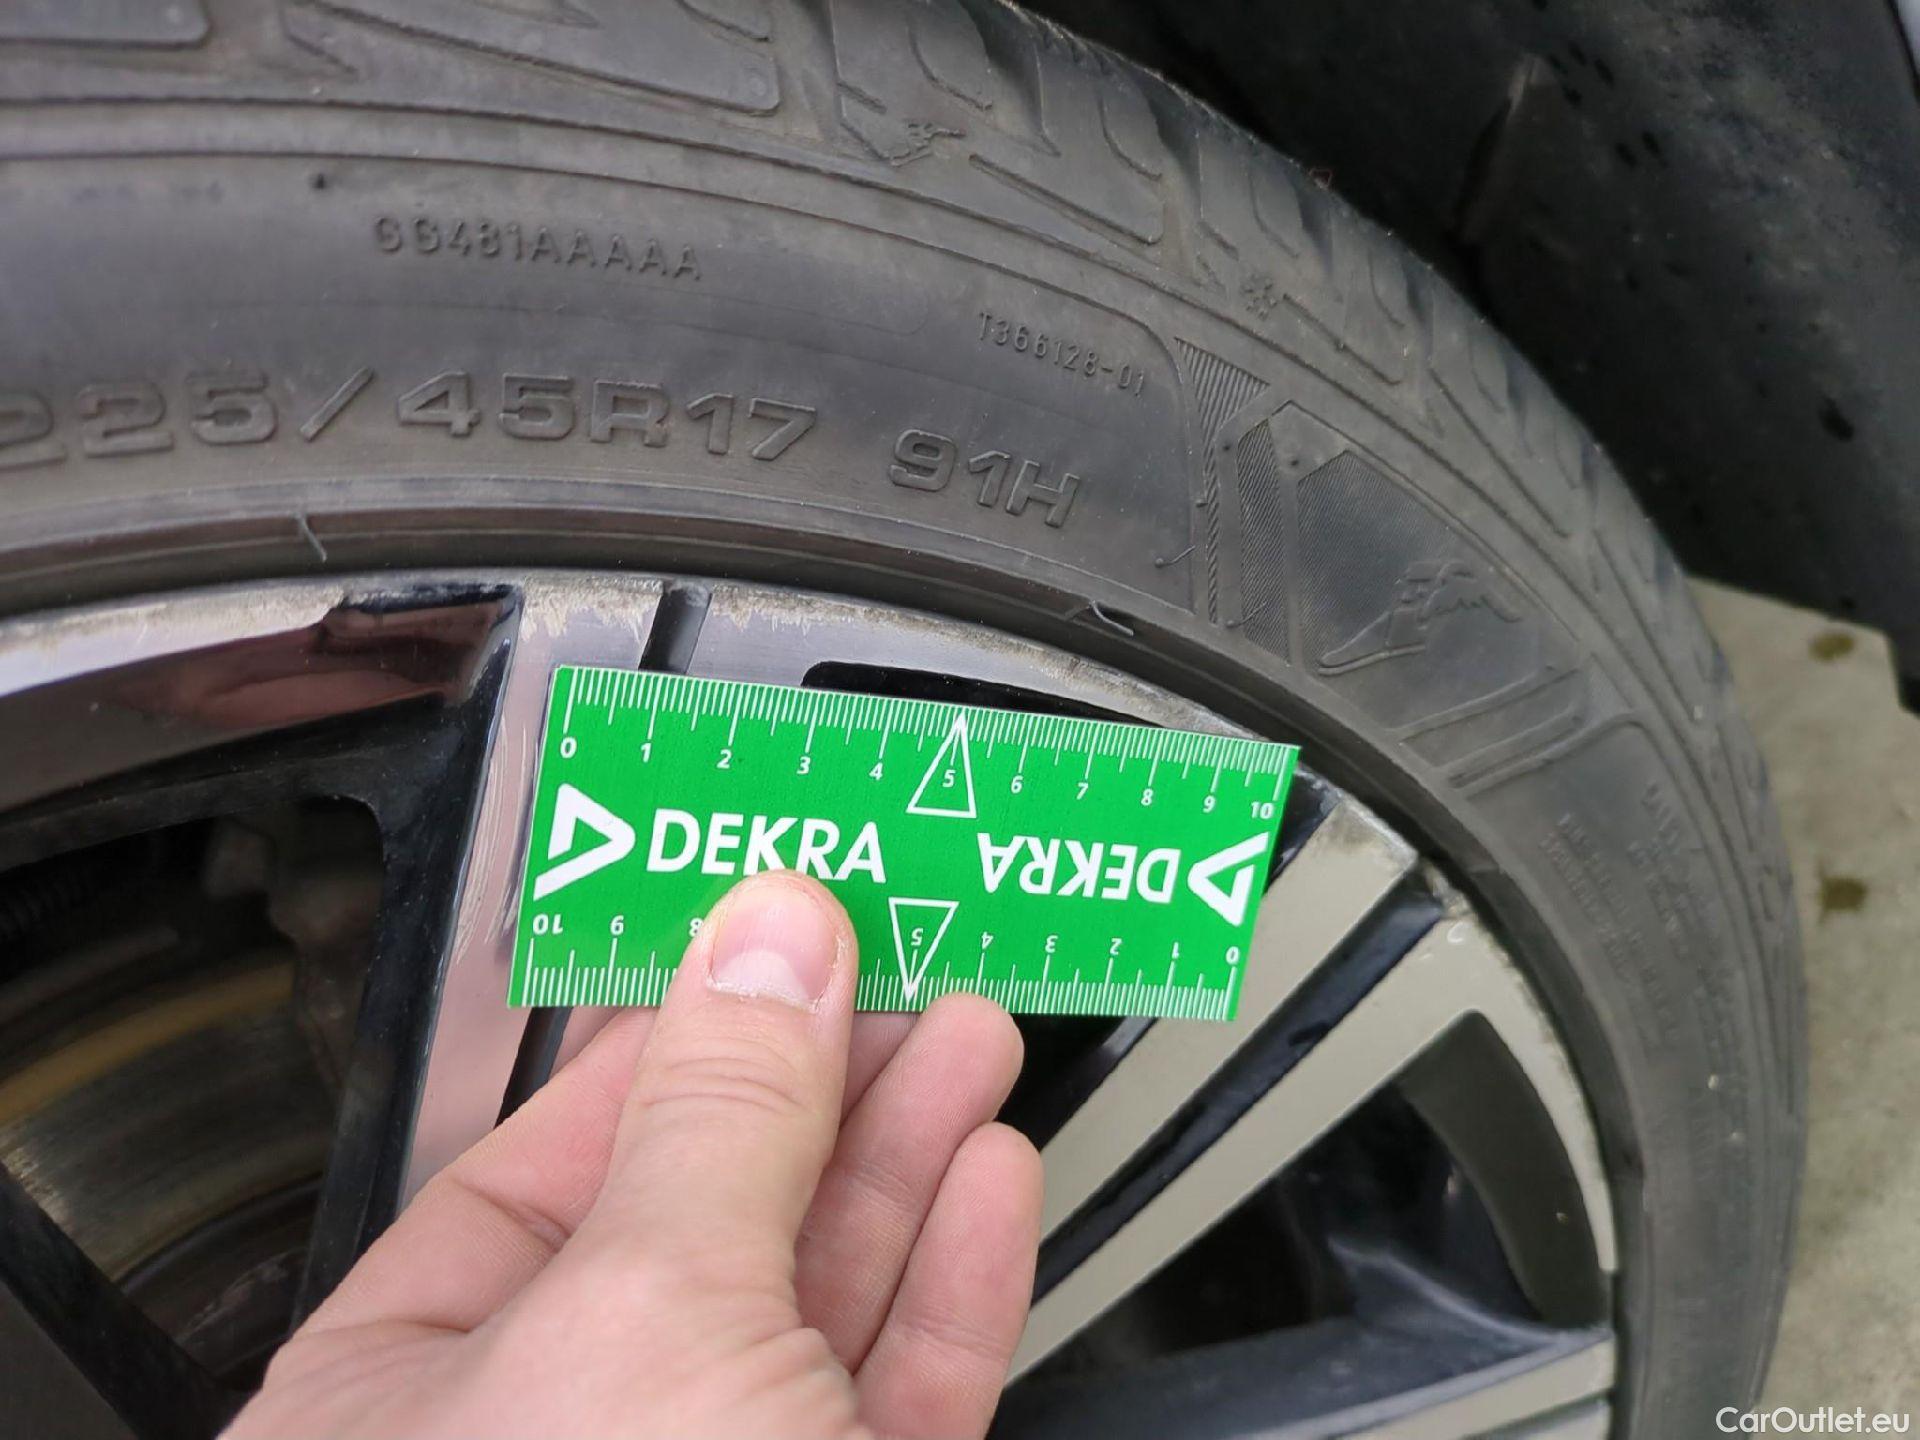 GG481AAAAA
T366128-01
225/45R17 91H
0 1 2 3 4 5 6 7 8 9 10
DEKRA
DEKRA
10 9 8 5 4 3 2 1 0
CarOutlet.eu